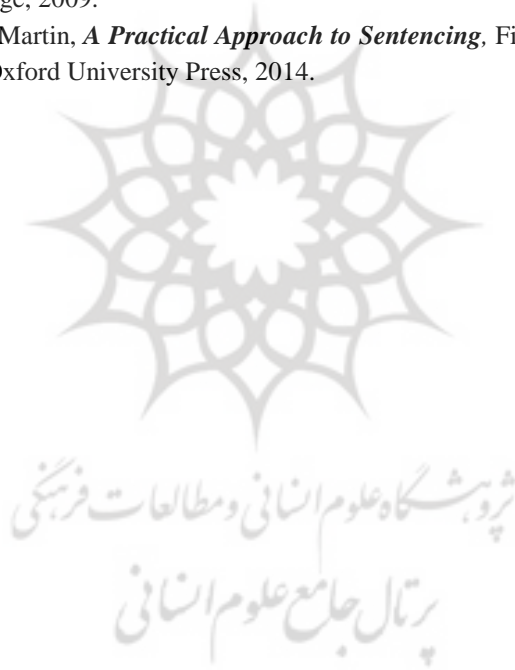 ge, 2009.
Martin, A Practical Approach to Sentencing, Fi
xford University Press, 2014.
پژوهشگاه علوم انسانی و مطالعات فرهنگی
پرتال جامع علوم انسانی